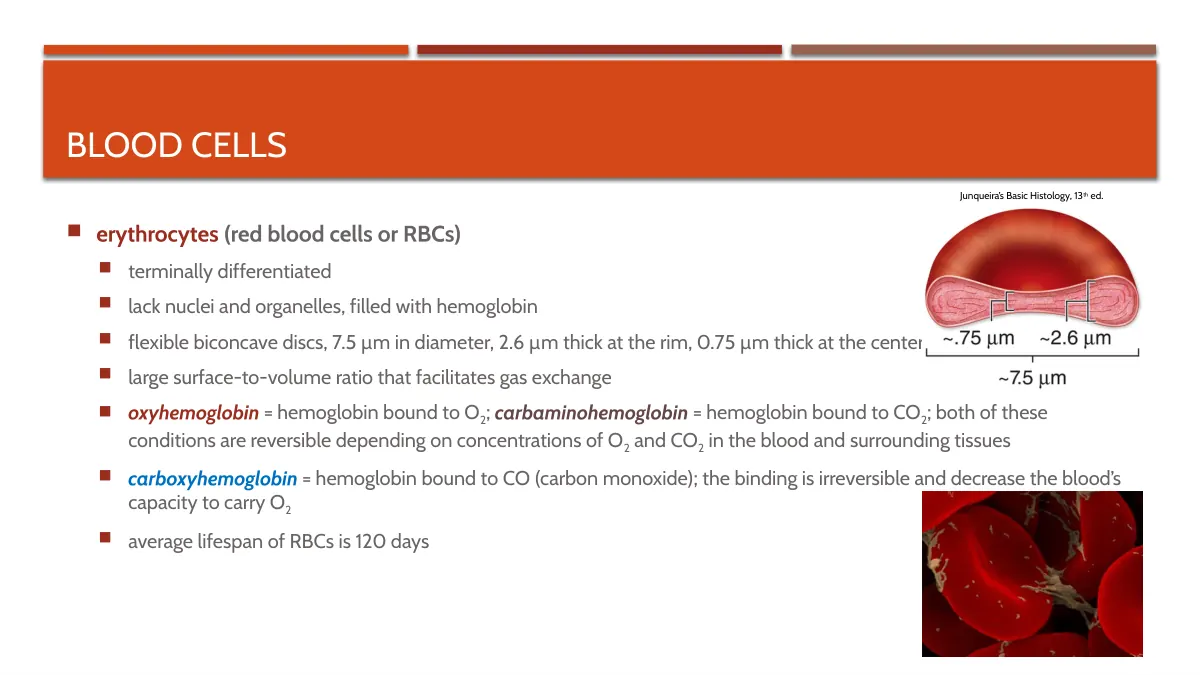 BLOOD CELLS
Junqueira's Basic Histology, 13th ed.
erythrocytes (red blood cells or RBCs)
terminally differentiated
lack nuclei and organelles, filled with hemoglobin
flexible biconcave discs, 7.5 µm in diameter, 2.6 µm thick at the rim, 0.75 µm thick at the center
~.75 µm ~2.6 µm
~7.5 µm
large surface-to-volume ratio that facilitates gas exchange
oxyhemoglobin = hemoglobin bound to O2; carbaminohemoglobin = hemoglobin bound to CO2; both of these
conditions are reversible depending on concentrations of O2 and CO2 in the blood and surrounding tissues
carboxyhemoglobin = hemoglobin bound to CO (carbon monoxide); the binding is irreversible and decrease the blood's
capacity to carry O2
average lifespan of RBCs is 120 days